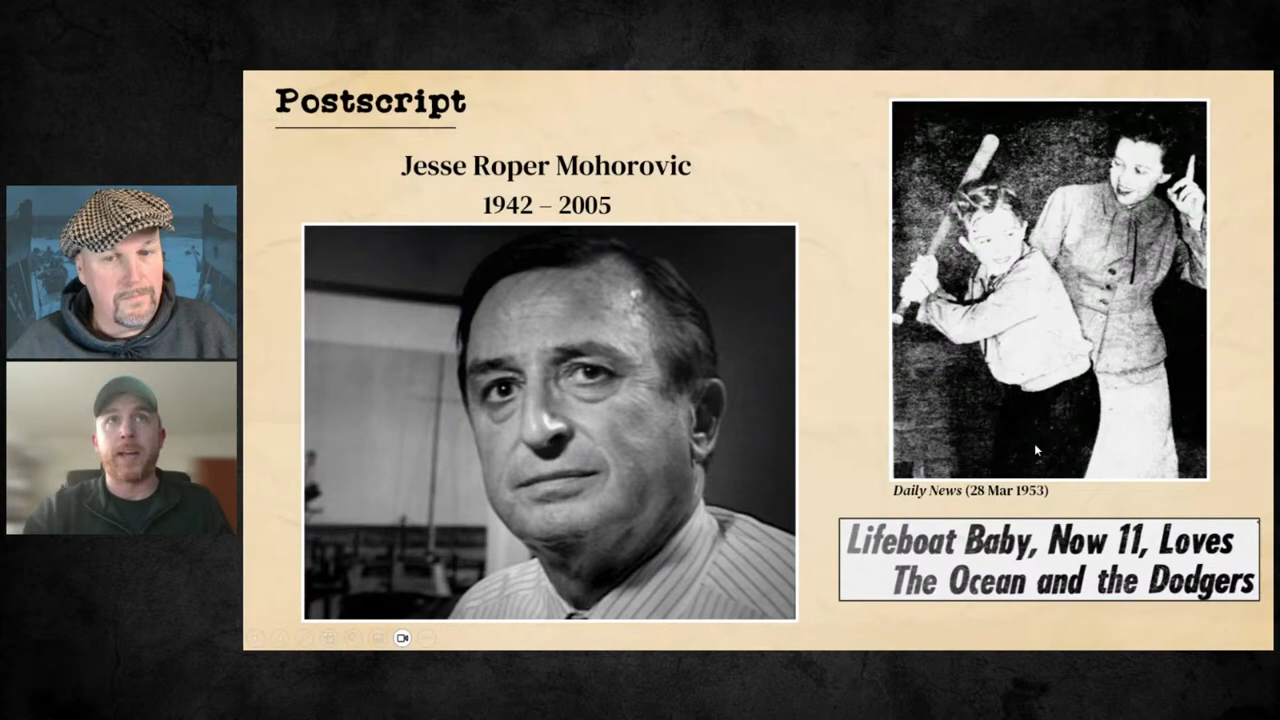 Postscript
Jesse Roper Mohorovic
1942 – 2005
Daily News (28 Mar 1953)
Lifeboat Baby, Now 11, Loves
The Ocean and the Dodgers